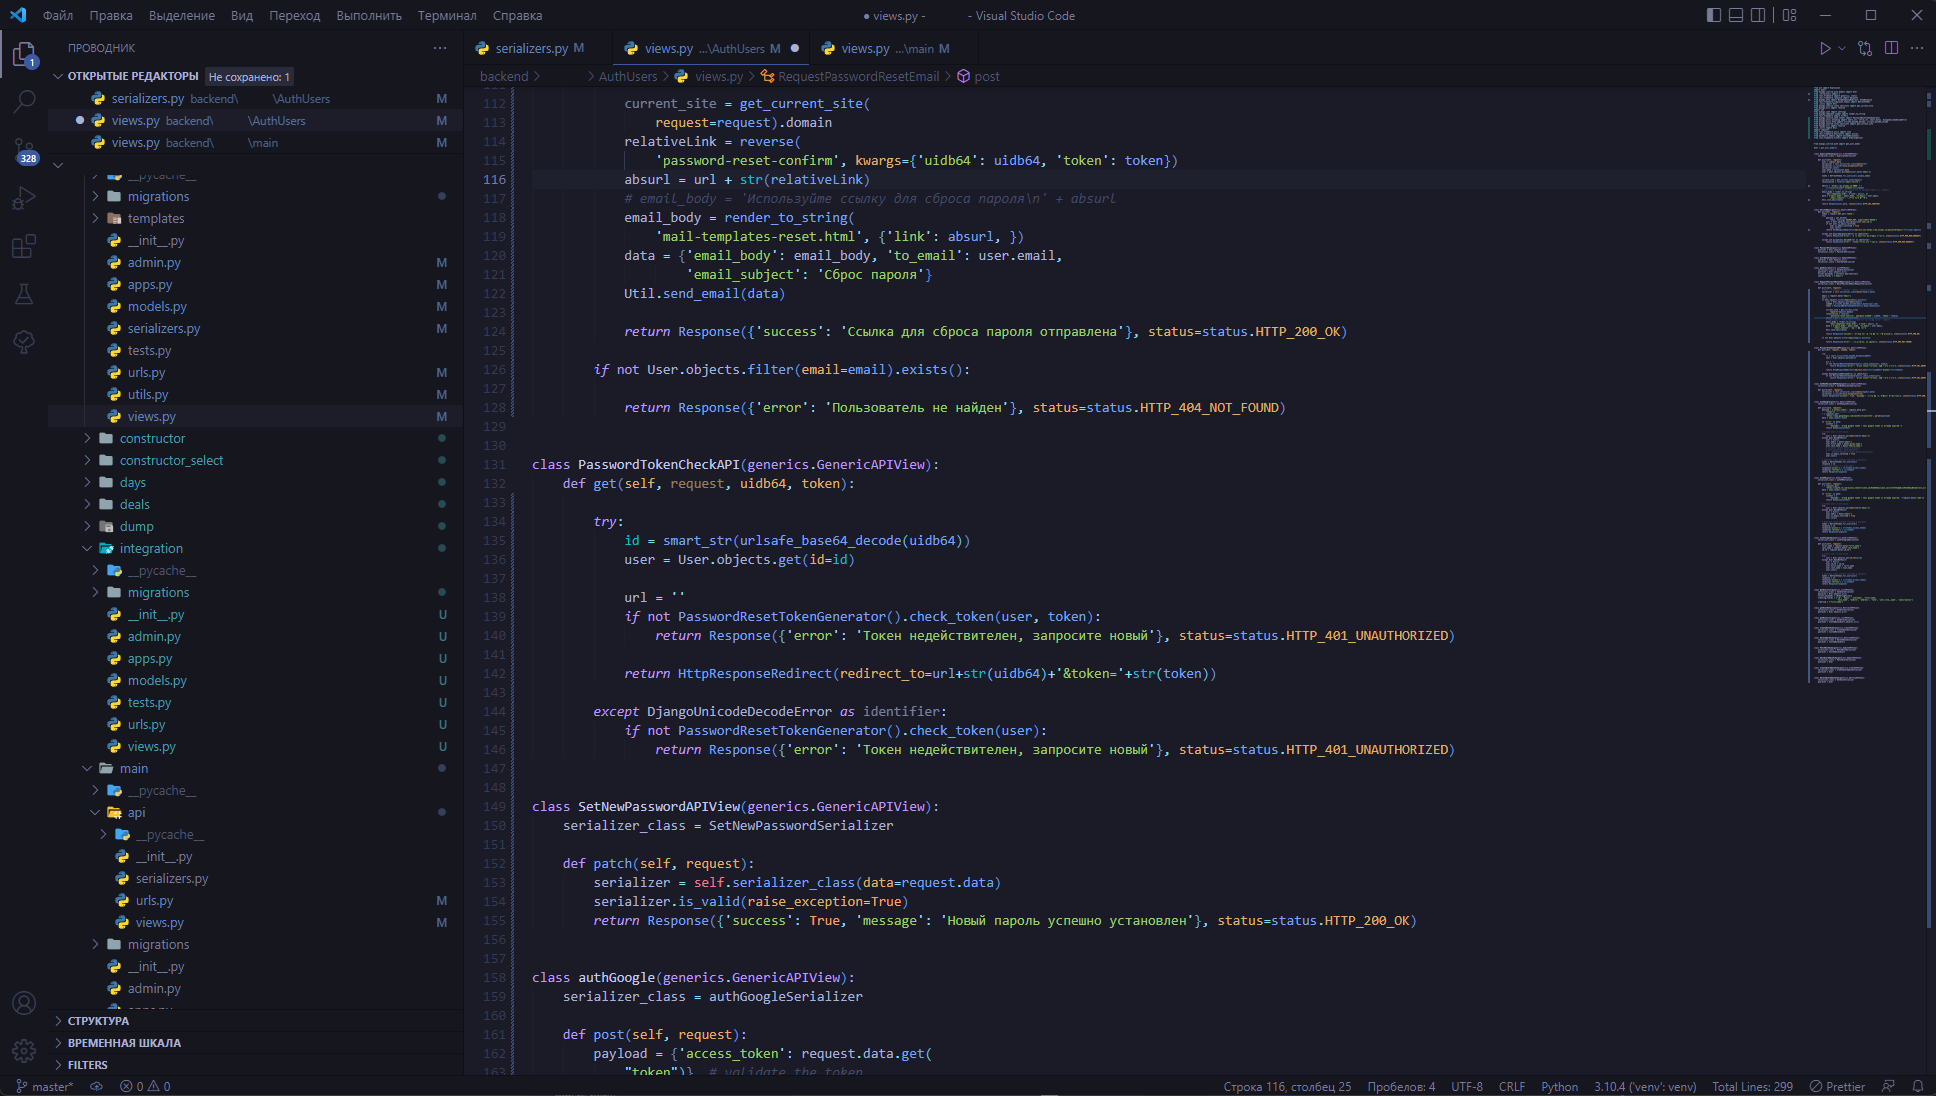 Файл Правка Выделение Вид Переход Выполнить Терминал Справка
● views.py - - Visual Studio Code
ПРОВОДНИК
ОТКРЫТЫЕ РЕДАКТОРЫ Не сохранено: 1
serializers.py backend\ \AuthUsers M
views.py backend\ \AuthUsers M
views.py backend\ \main M
1
328
__pycache__
migrations
templates
__init__.py
admin.py M
apps.py M
models.py M
serializers.py M
tests.py
urls.py M
utils.py M
views.py M
constructor
constructor_select
days
deals
dump
integration
__pycache__
migrations
__init__.py U
admin.py U
apps.py U
models.py U
tests.py U
urls.py U
views.py U
main
__pycache__
api
__pycache__
__init__.py
serializers.py
urls.py M
views.py M
migrations
__init__.py
admin.py
СТРУКТУРА
ВРЕМЕННАЯ ШКАЛА
FILTERS
serializers.py M
views.py ...\AuthUsers M
views.py ...\main M
backend > > AuthUsers > views.py > RequestPasswordResetEmail > post
112 current_site = get_current_site(
113 request=request).domain
114 relativeLink = reverse(
115 'password-reset-confirm', kwargs={'uidb64': uidb64, 'token': token})
116 absurl = url + str(relativeLink)
117 # email_body = 'Используйте ссылку для сброса пароля\n' + absurl
118 email_body = render_to_string(
119 'mail-templates-reset.html', {'link': absurl, })
120 data = {'email_body': email_body, 'to_email': user.email,
121 'email_subject': 'Сброс пароля'}
122 Util.send_email(data)
123
124 return Response({'success': 'Ссылка для сброса пароля отправлена'}, status=status.HTTP_200_OK)
125
126 if not User.objects.filter(email=email).exists():
127
128 return Response({'error': 'Пользователь не найден'}, status=status.HTTP_404_NOT_FOUND)
129
130
131 class PasswordTokenCheckAPI(generics.GenericAPIView):
132 def get(self, request, uidb64, token):
133
134 try:
135 id = smart_str(urlsafe_base64_decode(uidb64))
136 user = User.objects.get(id=id)
137
138 url = ''
139 if not PasswordResetTokenGenerator().check_token(user, token):
140 return Response({'error': 'Токен недействителен, запросите новый'}, status=status.HTTP_401_UNAUTHORIZED)
141
142 return HttpResponseRedirect(redirect_to=url+str(uidb64)+'&token='+str(token))
143
144 except DjangoUnicodeDecodeError as identifier:
145 if not PasswordResetTokenGenerator().check_token(user):
146 return Response({'error': 'Токен недействителен, запросите новый'}, status=status.HTTP_401_UNAUTHORIZED)
147
148
149 class SetNewPasswordAPIView(generics.GenericAPIView):
150 serializer_class = SetNewPasswordSerializer
151
152 def patch(self, request):
153 serializer = self.serializer_class(data=request.data)
154 serializer.is_valid(raise_exception=True)
155 return Response({'success': True, 'message': 'Новый пароль успешно установлен'}, status=status.HTTP_200_OK)
156
157
158 class authGoogle(generics.GenericAPIView):
159 serializer_class = authGoogleSerializer
160
161 def post(self, request):
162 payload = {'access_token': request.data.get(
163 "token")} # validate the token
master* 0 0
Строка 116, столбец 25 Пробелов: 4 UTF-8 CRLF Python 3.10.4 ('venv': venv) Total Lines: 299 Prettier